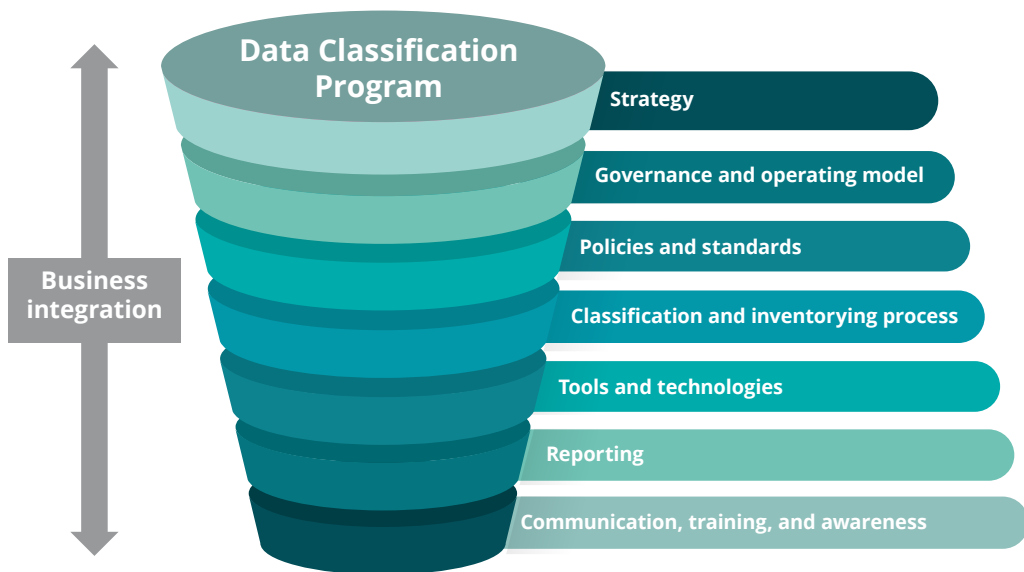 Data Classification
Program
Strategy
Governance and operating model
Policies and standards
Business
integration
Classification and inventorying process
Tools and technologies
Reporting
Communication, training, and awareness